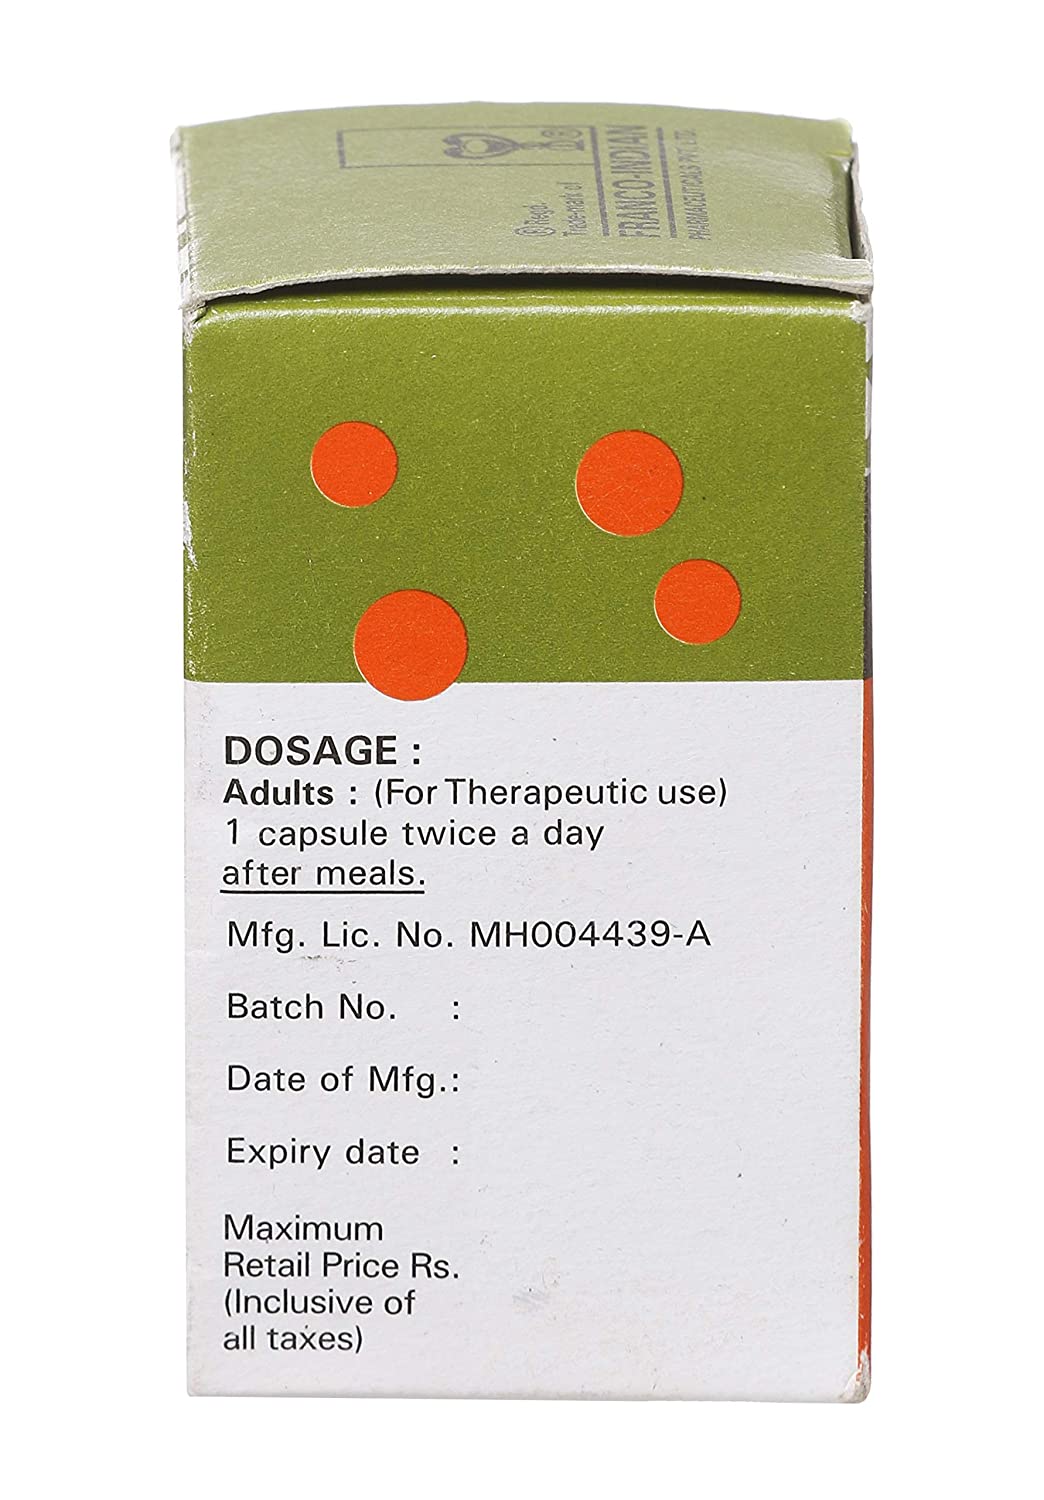 ® Regd.
Trade-mark of
FRANCO-INDIAN
PHARMACEUTICALS PVT. LTD.
DOSAGE :
Adults : (For Therapeutic use)
1 capsule twice a day
after meals.
Mfg. Lic. No. MH004439-A
Batch No. :
Date of Mfg.:
Expiry date :
Maximum
Retail Price Rs.
(Inclusive of
all taxes)